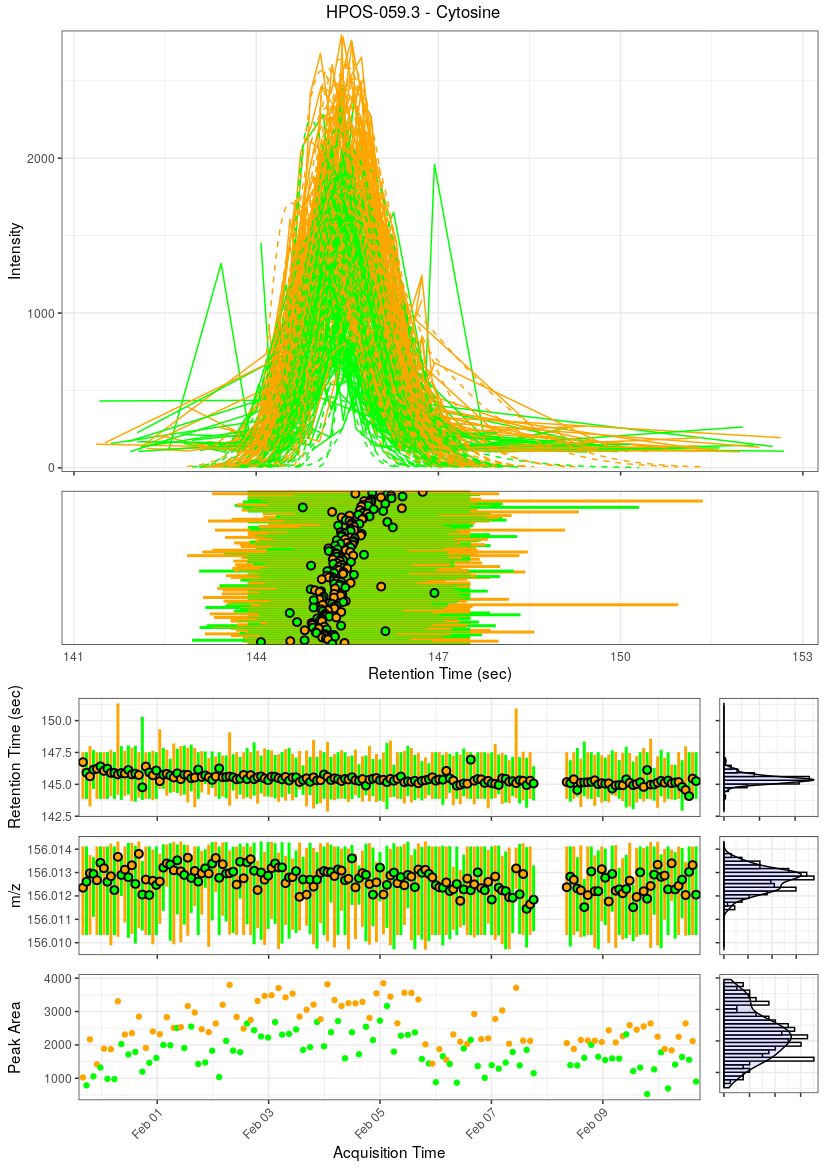 HPOS-059.3 - Cytosine
Intensity
2000
1000
0
141 144 147 150 153
Retention Time (sec)
Retention Time (sec)
150.0
147.5
145.0
142.5
m/z
156.014
156.013
156.012
156.011
156.010
Peak Area
4000
3000
2000
1000
Feb 01 Feb 03 Feb 05 Feb 07 Feb 09
Acquisition Time